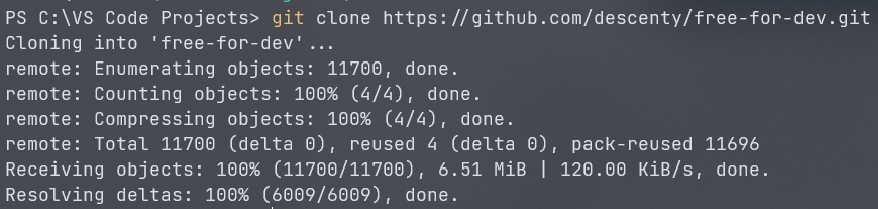 PS C:\VS Code Projects> git clone https://github.com/descenty/free-for-dev.git
Cloning into 'free-for-dev'...
remote: Enumerating objects: 11700, done.
remote: Counting objects: 100% (4/4), done.
remote: Compressing objects: 100% (4/4), done.
remote: Total 11700 (delta 0), reused 4 (delta 0), pack-reused 11696
Receiving objects: 100% (11700/11700), 6.51 MiB | 120.00 KiB/s, done.
Resolving deltas: 100% (6009/6009), done.